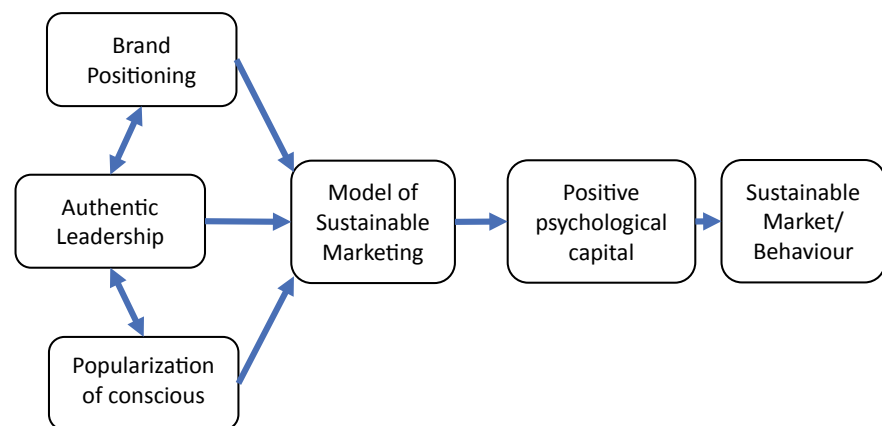 Brand
Positioning
Authentic
Leadership
Popularization
of conscious
Model of
Sustainable
Marketing
Positive
psychological
capital
Sustainable
Market/
Behaviour